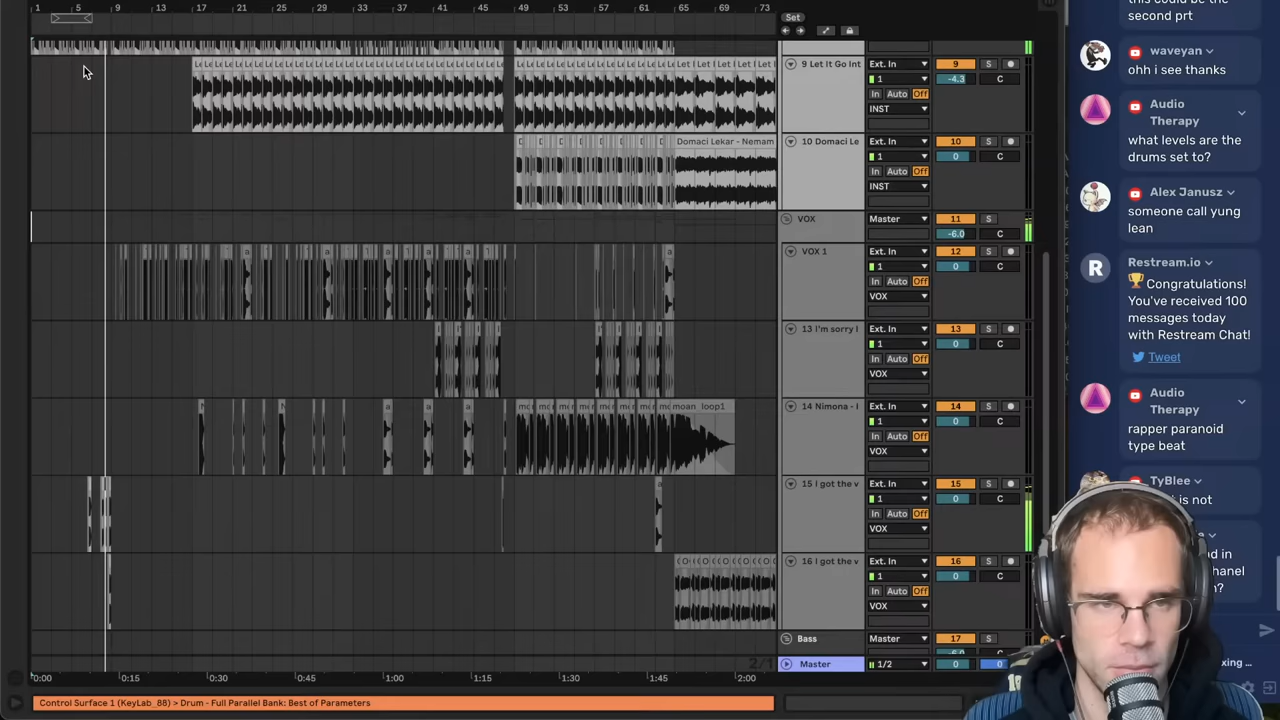 1 5 9 13 17 21 25 29 33 37 41 45 49 53 57 61 65 69 73
Set
9 Let It Go Int
Ext. In
9
S
1
-4.3
C
In Auto Off
INST
Domaci Lekar - Nemam
10 Domaci Le
Ext. In
10
S
1
0
C
In Auto Off
INST
VOX
Master
11
S
-6.0
C
VOX 1
Ext. In
12
S
1
0
C
In Auto Off
VOX
13 I'm sorry I
Ext. In
13
S
1
0
C
In Auto Off
VOX
moan_loop1
14 Nimona - I
Ext. In
14
S
1
0
C
In Auto Off
VOX
15 I got the v
Ext. In
15
S
1
0
C
In Auto Off
VOX
16 I got the v
Ext. In
16
S
1
0
C
In Auto Off
VOX
Bass
Master
17
S
2/1
Master
1/2
0
0
0:00 0:15 0:30 0:45 1:00 1:15 1:30 1:45 2:00
Control Surface 1 (KeyLab_88) > Drum - Full Parallel Bank: Best of Parameters
this could be the
second prt
waveyan
ohh i see thanks
Audio
Therapy
what levels are the
drums set to?
Alex Janusz
someone call yung
lean
Restream.io
Congratulations!
You've received 100
messages today
with Restream Chat!
Tweet
Audio
Therapy
rapper paranoid
type beat
TyBlee
is not